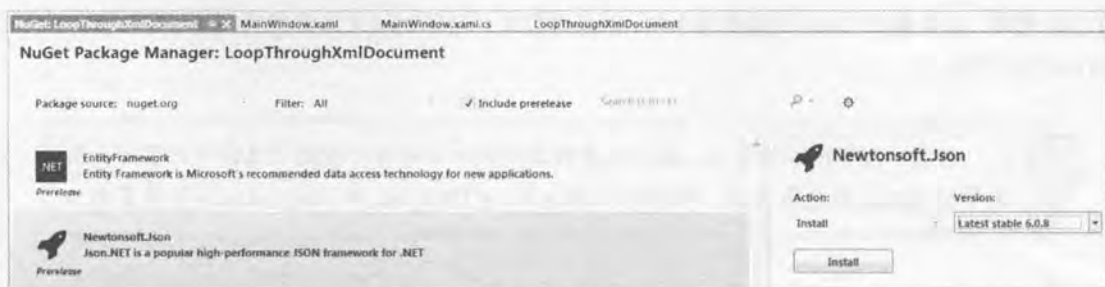 NuGet: LoopThroughXmlDocument MainWindow.xaml MainWindow.xaml.cs LoopThroughXmlDocument
NuGet Package Manager: LoopThroughXmlDocument
Package source: nuget.org Filter: All Include prerelease Search (Ctrl+E)
.NET
EntityFramework
Entity Framework is Microsoft's recommended data access technology for new applications.
Prerelease
Newtonsoft.Json
Json.NET is a popular high-performance JSON framework for .NET
Prerelease
Newtonsoft.Json
Action: Version:
Install Latest stable 6.0.8
Install